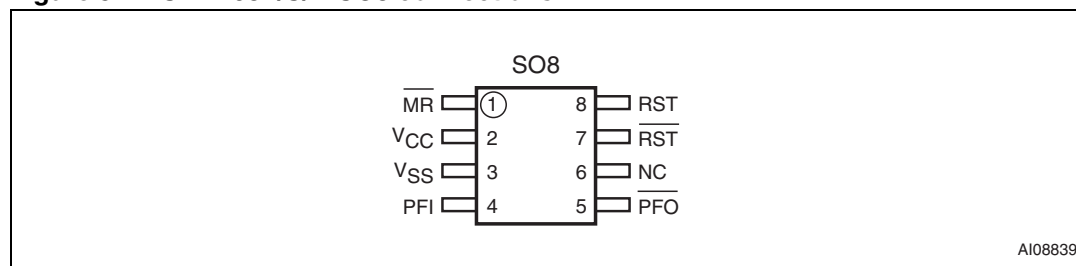 SO8
MR 1 8 RST
VCC 2 7 RST
VSS 3 6 NC
PFI 4 5 PFO
AI08839